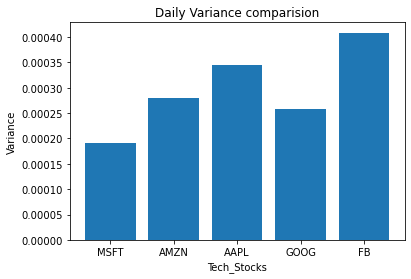 Daily Variance comparision
0.00040
0.00035
0.00030
0.00025
0.00020
0.00015
0.00010
0.00005
0.00000
Variance
MSFT AMZN AAPL GOOG FB
Tech_Stocks